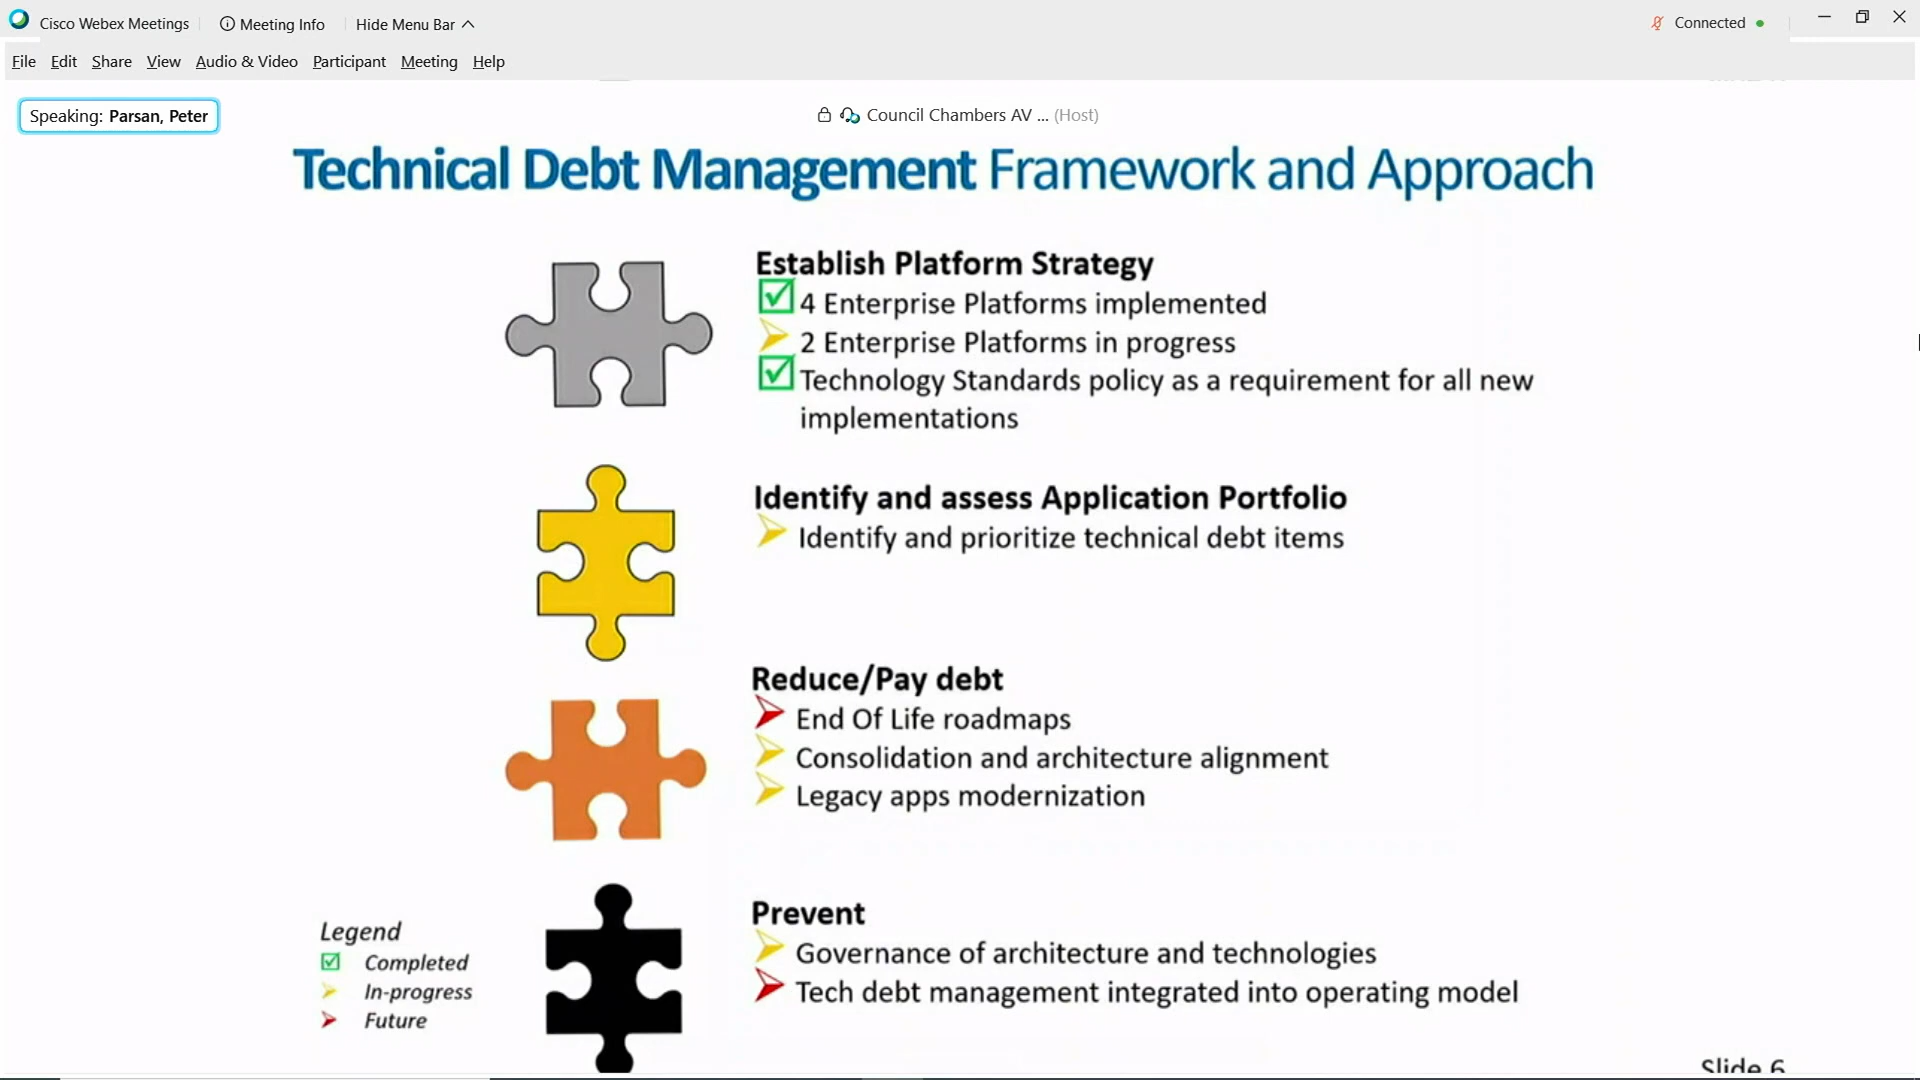 Cisco Webex Meetings
Meeting Info
Hide Menu Bar
Connected
File Edit Share View Audio & Video Participant Meeting Help
Speaking: Parsan, Peter
Council Chambers AV ... (Host)
Technical Debt Management Framework and Approach
Establish Platform Strategy
4 Enterprise Platforms implemented
2 Enterprise Platforms in progress
Technology Standards policy as a requirement for all new
implementations
Identify and assess Application Portfolio
Identify and prioritize technical debt items
Reduce/Pay debt
End Of Life roadmaps
Consolidation and architecture alignment
Legacy apps modernization
Prevent
Governance of architecture and technologies
Tech debt management integrated into operating model
Legend
Completed
In-progress
Future
Slide 6